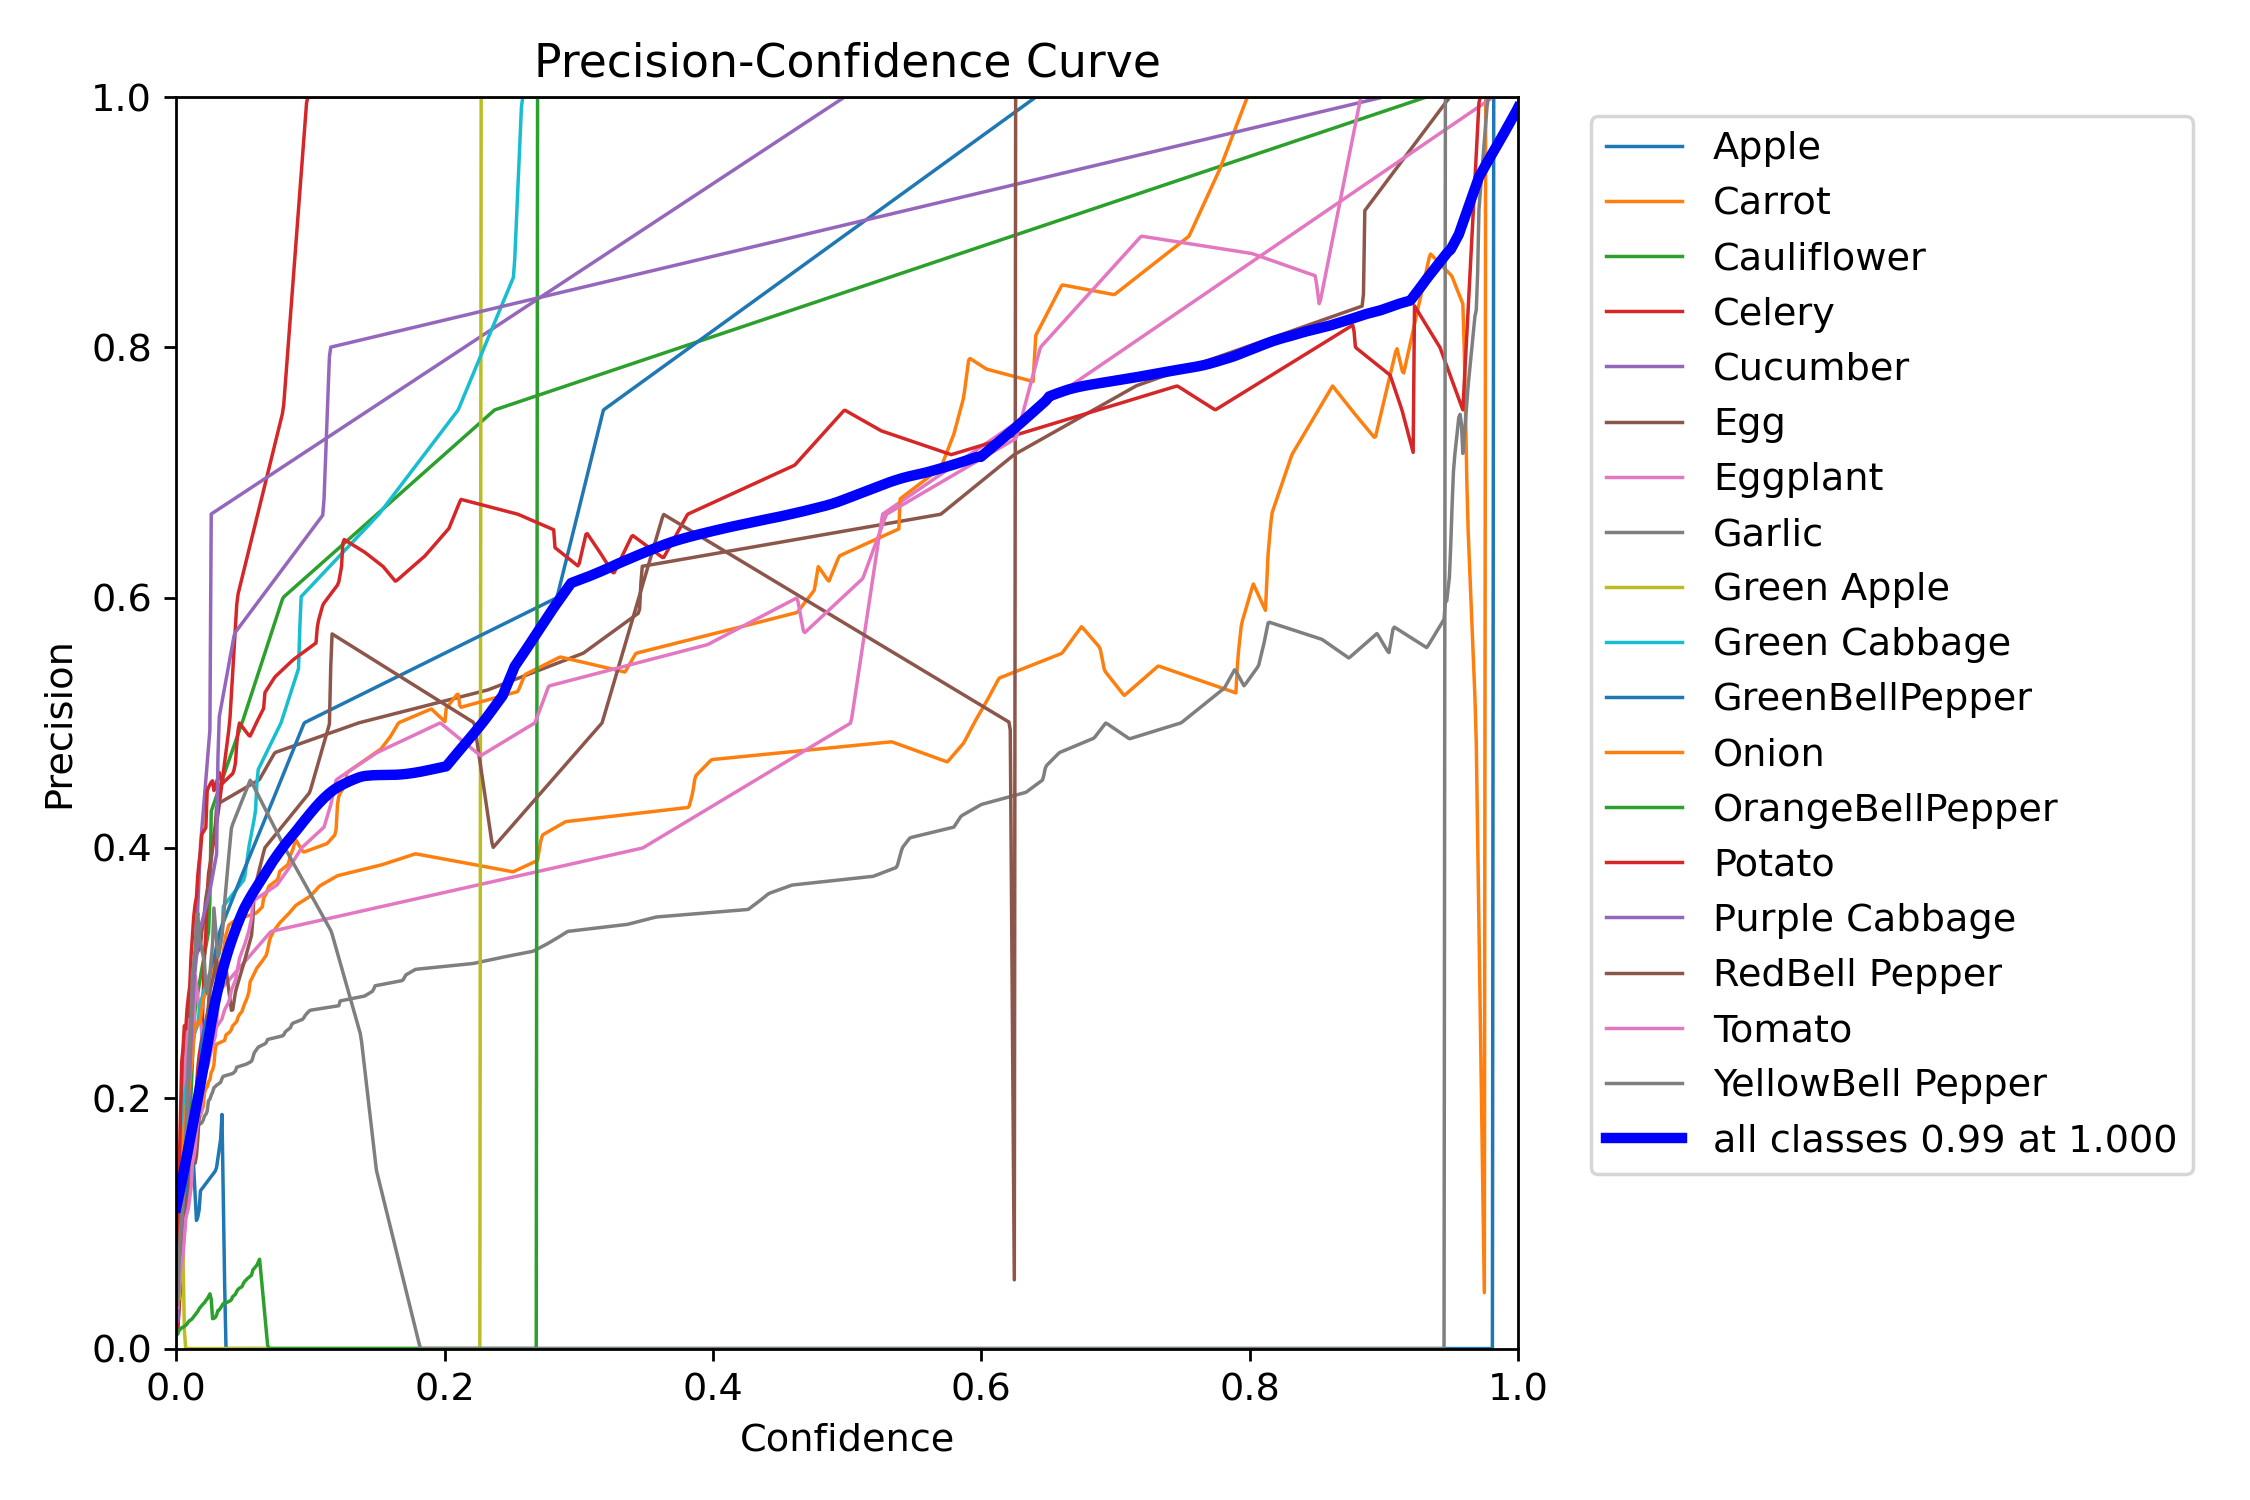 Precision-Confidence Curve
1.0
0.8
0.6
0.4
0.2
0.0
Precision
0.0 0.2 0.4 0.6 0.8 1.0
Confidence
Apple
Carrot
Cauliflower
Celery
Cucumber
Egg
Eggplant
Garlic
Green Apple
Green Cabbage
GreenBellPepper
Onion
OrangeBellPepper
Potato
Purple Cabbage
RedBell Pepper
Tomato
YellowBell Pepper
all classes 0.99 at 1.000